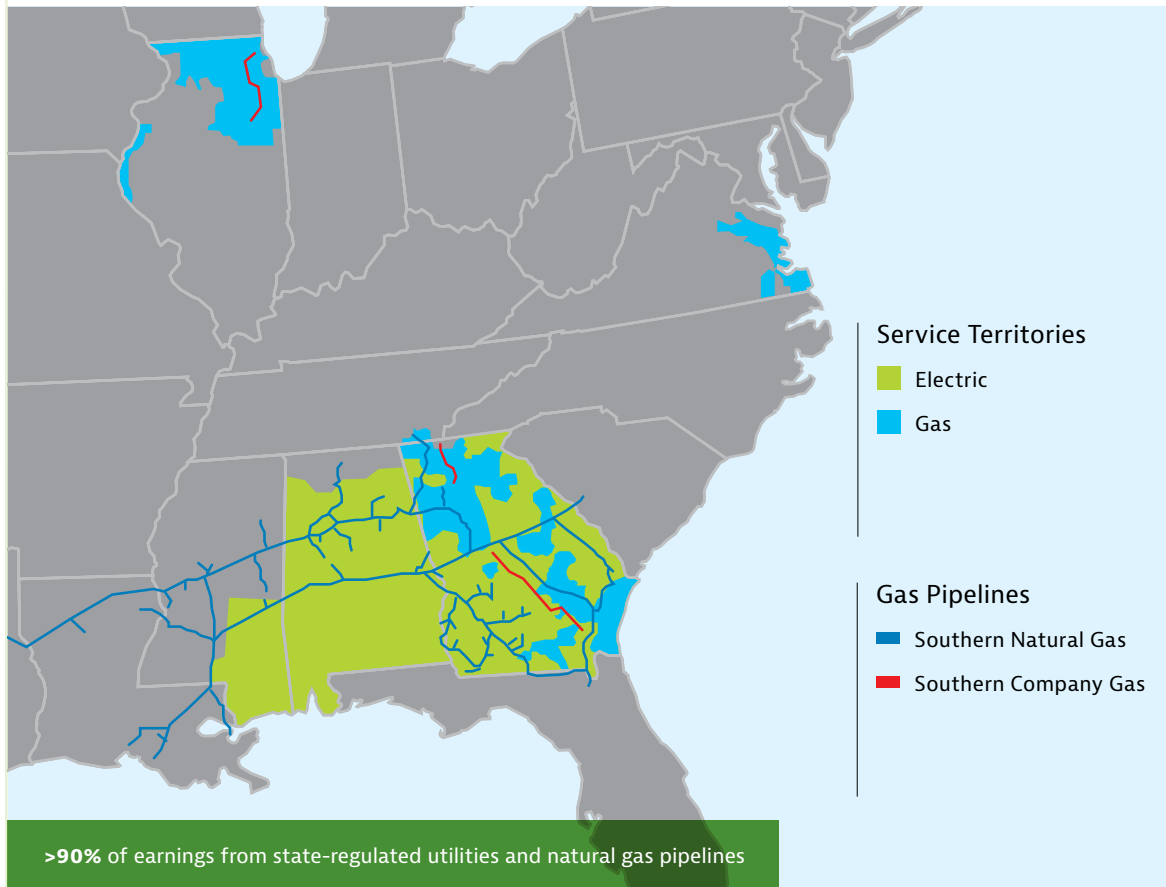 Service Territories
Electric
Gas
Gas Pipelines
Southern Natural Gas
Southern Company Gas
>90% of earnings from state-regulated utilities and natural gas pipelines